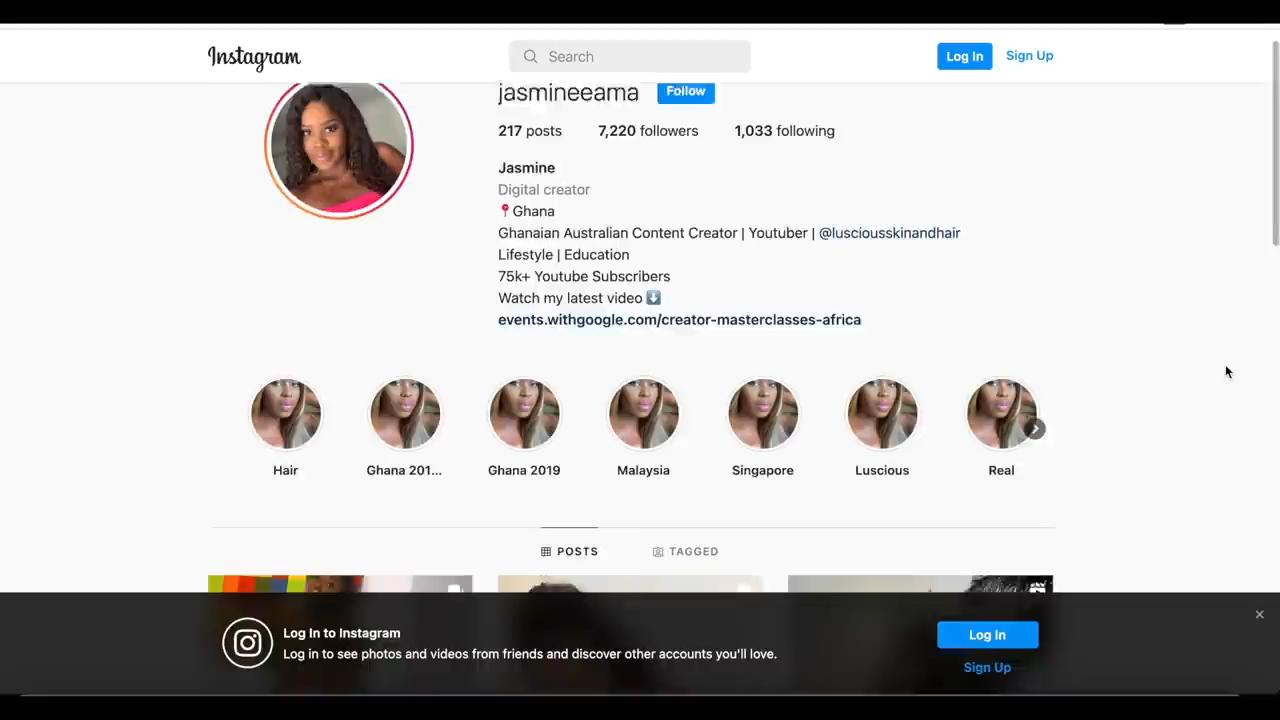 Instagram
Search
Log In
Sign Up
jasmineeama
Follow
217 posts 7,220 followers 1,033 following
Jasmine
Digital creator
📍Ghana
Ghanaian Australian Content Creator | Youtuber | @lusciousskinandhair
Lifestyle | Education
75k+ Youtube Subscribers
Watch my latest video ⬇️
events.withgoogle.com/creator-masterclasses-africa
Hair
Ghana 201...
Ghana 2019
Malaysia
Singapore
Luscious
Real
POSTS
TAGGED
Log In to Instagram
Log in to see photos and videos from friends and discover other accounts you'll love.
Log In
Sign Up